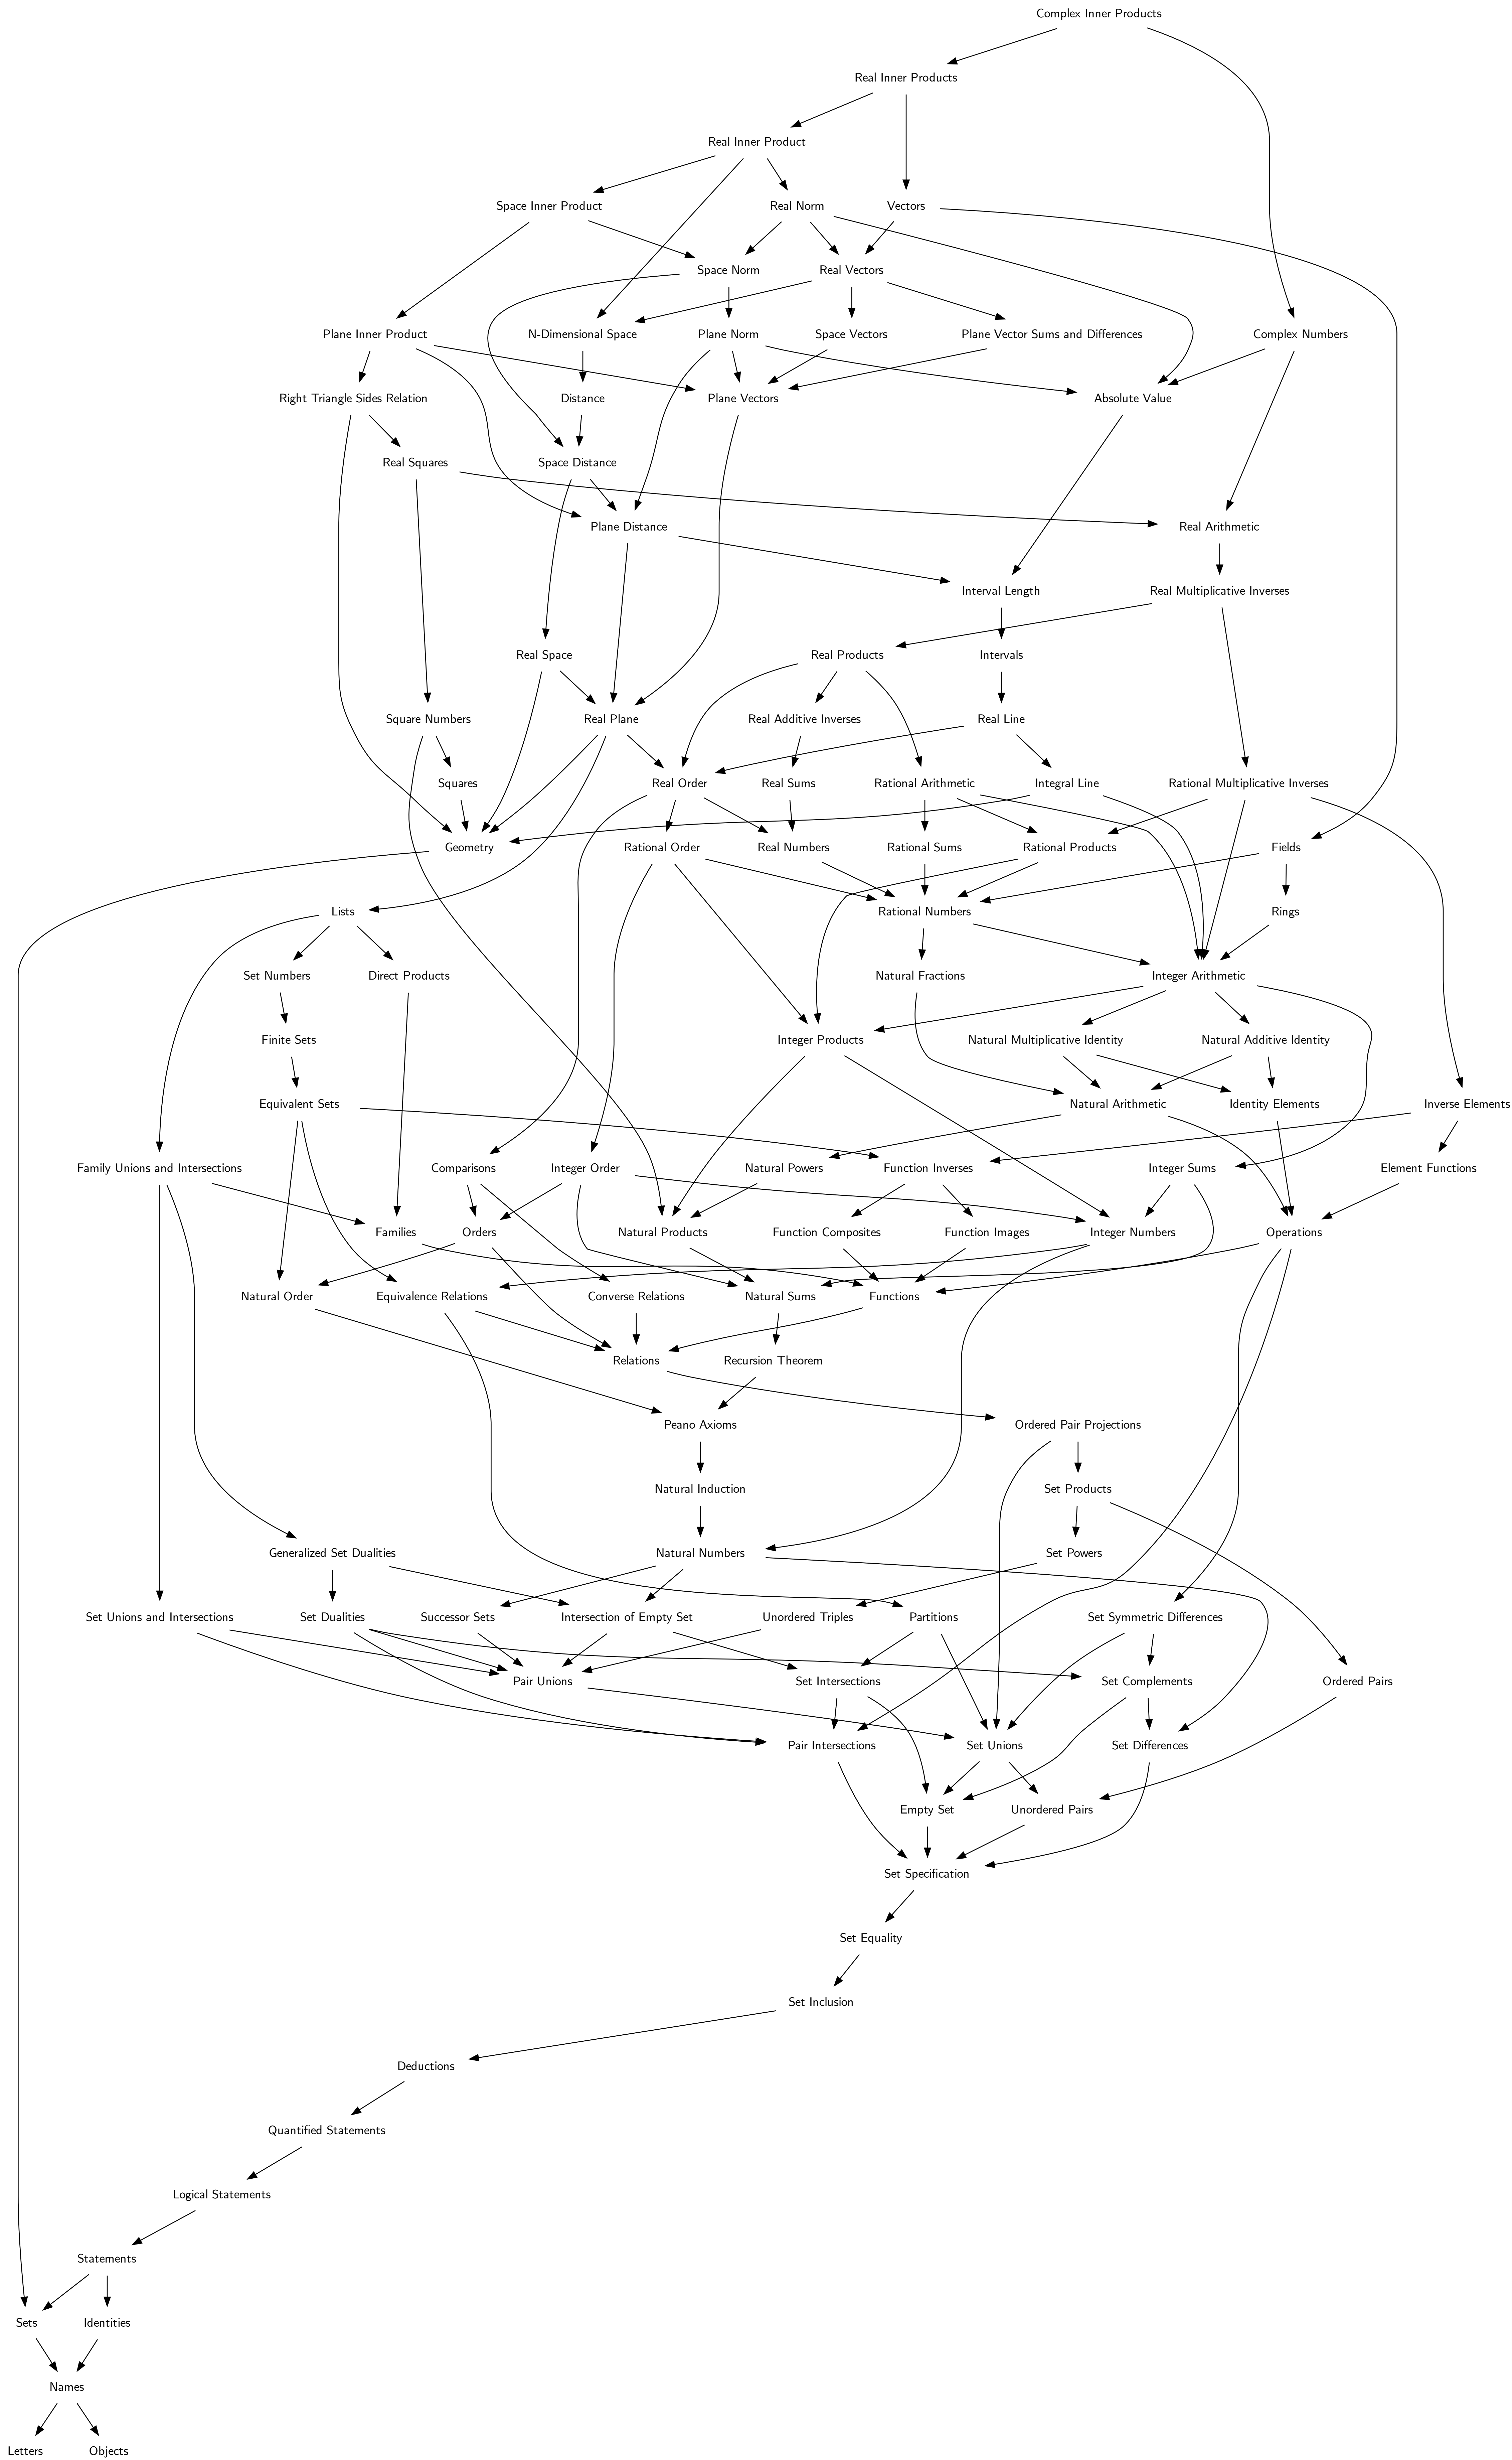 Complex Inner Products
Real Inner Products
Real Inner Product
Space Inner Product
Real Norm
Vectors
Space Norm
Real Vectors
Plane Inner Product
N-Dimensional Space
Plane Norm
Space Vectors
Plane Vector Sums and Differences
Complex Numbers
Right Triangle Sides Relation
Distance
Plane Vectors
Absolute Value
Real Squares
Space Distance
Plane Distance
Real Arithmetic
Interval Length
Real Multiplicative Inverses
Real Space
Real Products
Intervals
Square Numbers
Real Plane
Real Additive Inverses
Real Line
Squares
Real Order
Real Sums
Rational Arithmetic
Integral Line
Rational Multiplicative Inverses
Geometry
Rational Order
Real Numbers
Rational Sums
Rational Products
Fields
Lists
Rational Numbers
Rings
Set Numbers
Direct Products
Natural Fractions
Integer Arithmetic
Finite Sets
Integer Products
Natural Multiplicative Identity
Natural Additive Identity
Equivalent Sets
Natural Arithmetic
Identity Elements
Inverse Elements
Family Unions and Intersections
Comparisons
Integer Order
Natural Powers
Function Inverses
Integer Sums
Element Functions
Families
Orders
Natural Products
Function Composites
Function Images
Integer Numbers
Operations
Natural Order
Equivalence Relations
Converse Relations
Natural Sums
Functions
Relations
Recursion Theorem
Peano Axioms
Ordered Pair Projections
Natural Induction
Set Products
Generalized Set Dualities
Natural Numbers
Set Powers
Set Unions and Intersections
Set Dualities
Successor Sets
Intersection of Empty Set
Unordered Triples
Partitions
Set Symmetric Differences
Pair Unions
Set Intersections
Set Complements
Ordered Pairs
Pair Intersections
Set Unions
Set Differences
Empty Set
Unordered Pairs
Set Specification
Set Equality
Set Inclusion
Deductions
Quantified Statements
Logical Statements
Statements
Sets
Identities
Names
Letters
Objects